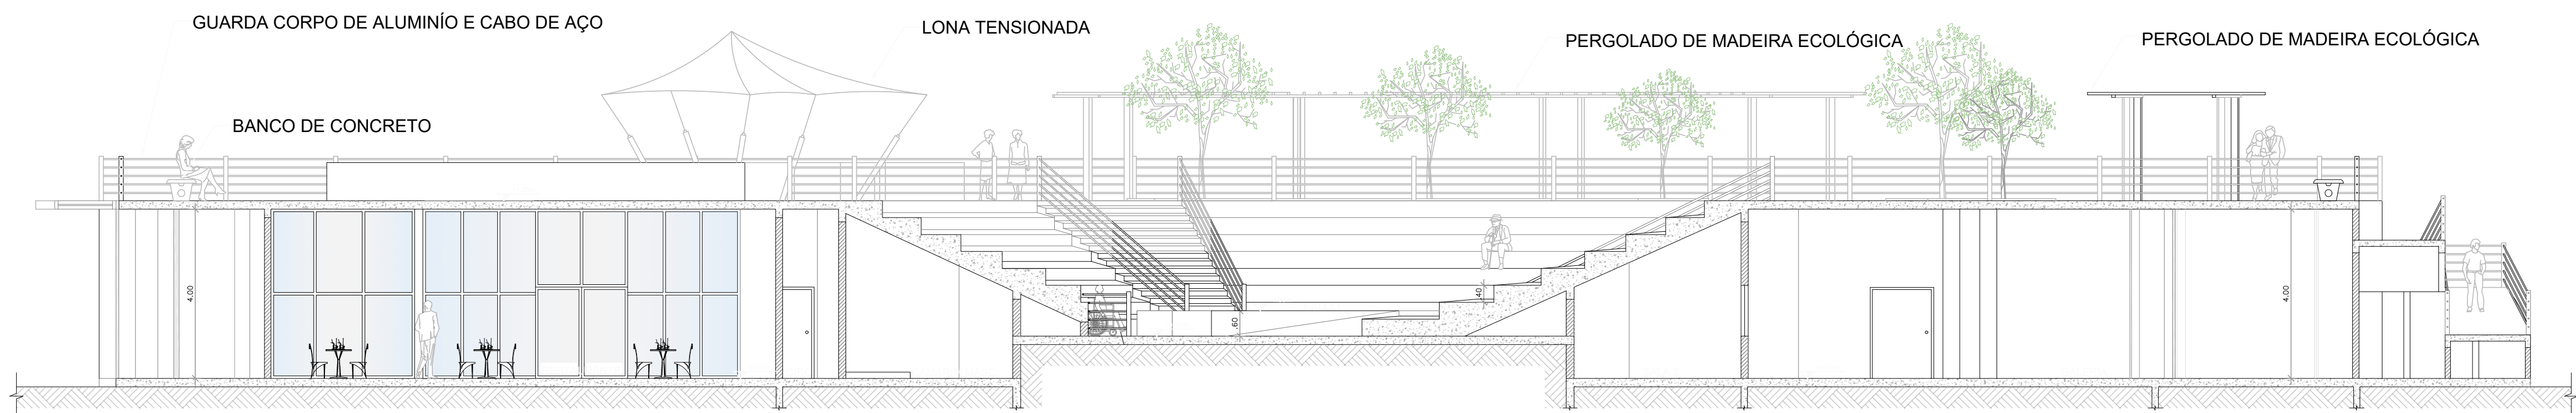 GUARDA CORPO DE ALUMINÍO E CABO DE AÇO
LONA TENSIONADA
PERGOLADO DE MADEIRA ECOLÓGICA
PERGOLADO DE MADEIRA ECOLÓGICA
BANCO DE CONCRETO
4.00
.40
.60
4.00